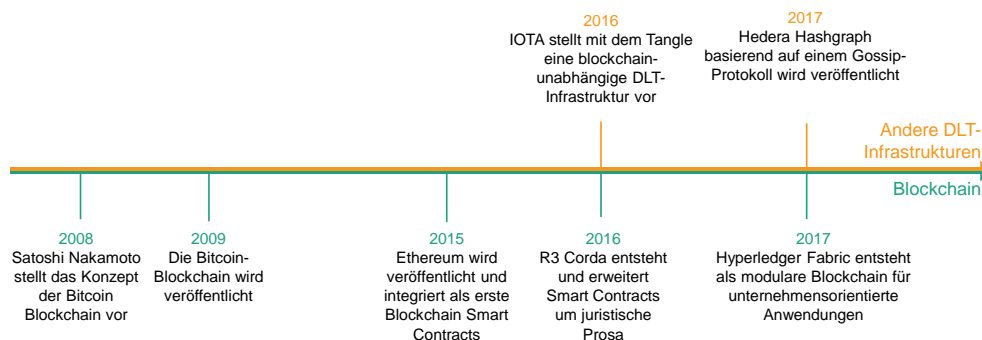 2016
IOTA stellt mit dem Tangle
eine blockchain-
unabhängige DLT-
Infrastruktur vor
2017
Hedera Hashgraph
basierend auf einem Gossip-
Protokoll wird veröffentlicht
Andere DLT-
Infrastrukturen
Blockchain
2008
Satoshi Nakamoto
stellt das Konzept
der Bitcoin
Blockchain vor
2009
Die Bitcoin-
Blockchain wird
veröffentlicht
2015
Ethereum wird
veröffentlicht und
integriert als erste
Blockchain Smart
Contracts
2016
R3 Corda entsteht
und erweitert
Smart Contracts
um juristische
Prosa
2017
Hyperledger Fabric entsteht
als modulare Blockchain für
unternehmensorientierte
Anwendungen